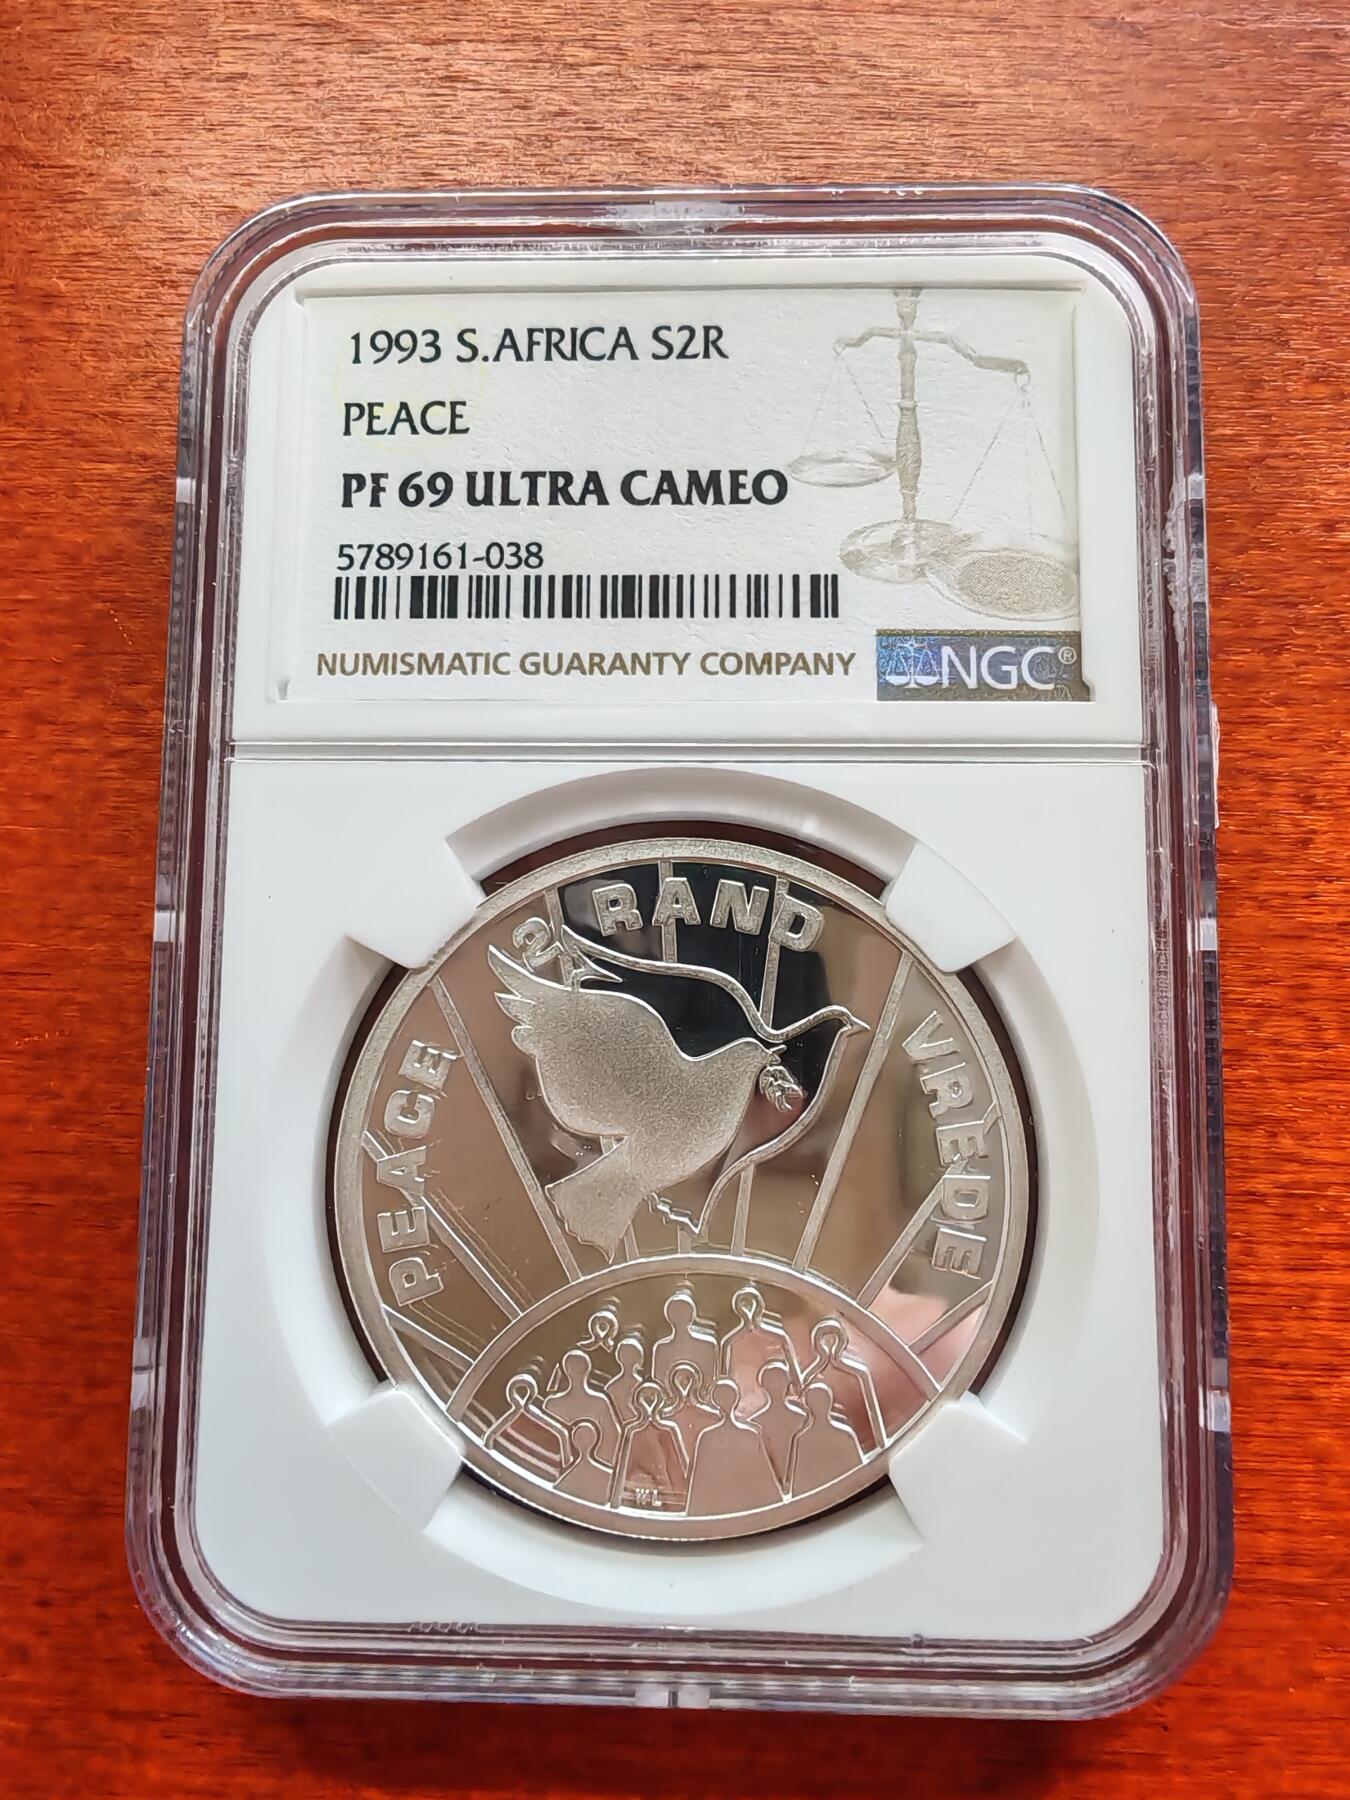 1993 S.AFRICA S2R
PEACE
PF 69 ULTRA CAMEO
5789161-038
NUMISMATIC GUARANTY COMPANY
NGC®
2 RAND
PEACE
VREDE
WL